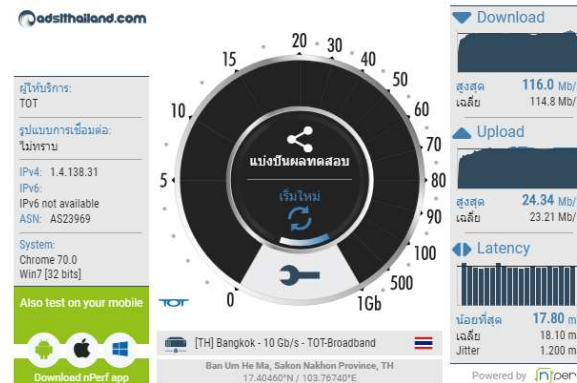 adslthailand.com
ผู้ให้บริการ:
TOT
รูปแบบการเชื่อมต่อ:
ไม่ทราบ
IPv4: 1.4.138.31
IPv6:
IPv6 not available
ASN: AS23969
System:
Chrome 70.0
Win7 [32 bits]
Also test on your mobile
Download nPerf app
0
5
10
15
20
30
40
50
60
70
80
90
100
500
1Gb
แบ่งปันผลทดสอบ
เริ่มใหม่
TOT
[TH] Bangkok - 10 Gb/s - TOT-Broadband
Ban Um He Ma, Sakon Nakhon Province, TH
17.40460°N / 103.76740°E
Download
สูงสุด 116.0 Mb/
เฉลี่ย 114.8 Mb/
Upload
สูงสุด 24.34 Mb/
เฉลี่ย 23.21 Mb/
Latency
น้อยที่สุด 17.80 m
เฉลี่ย 18.10 m
Jitter 1.200 m
Powered by nper